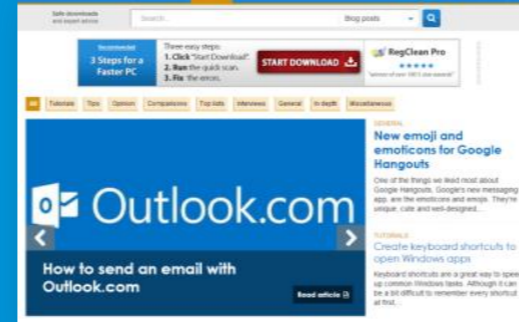 Safe downloads
and expert advice
Search...
Blog posts
Recommended
3 Steps for a
Faster PC
Three easy steps:
1. Click "Start Download"
2. Run the quick scan.
3. Fix the errors.
START DOWNLOAD
RegClean Pro
All Tutorials Tips Opinion Comparisons Top lists Interviews General In depth Miscellaneous
Outlook.com
How to send an email with
Outlook.com
Read article
GENERAL
New emoji and
emoticons for Google
Hangouts
One of the things we liked most about
Google Hangouts, Google's new messaging
app, are the emoticons and emojis. They're
unique, cute and well-designed...
TUTORIALS
Create keyboard shortcuts to
open Windows apps
Keyboard shortcuts are a great way to speed
up common Windows tasks. Although it can
be a bit difficult to remember every shortcut
at first...